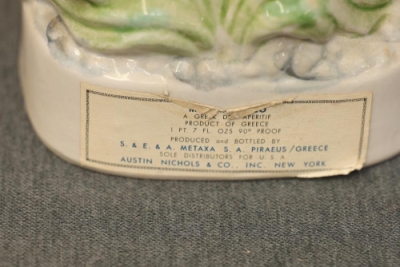 A GREEK APERITIF
PRODUCT OF GREECE
1 PT. 7 FL. OZS 90° PROOF
PRODUCED and BOTTLED BY
S. & E. & A. METAXA S. A. PIRAEUS/GREECE
SOLE DISTRIBUTORS FOR U.S.A
AUSTIN NICHOLS & CO., INC. NEW YORK